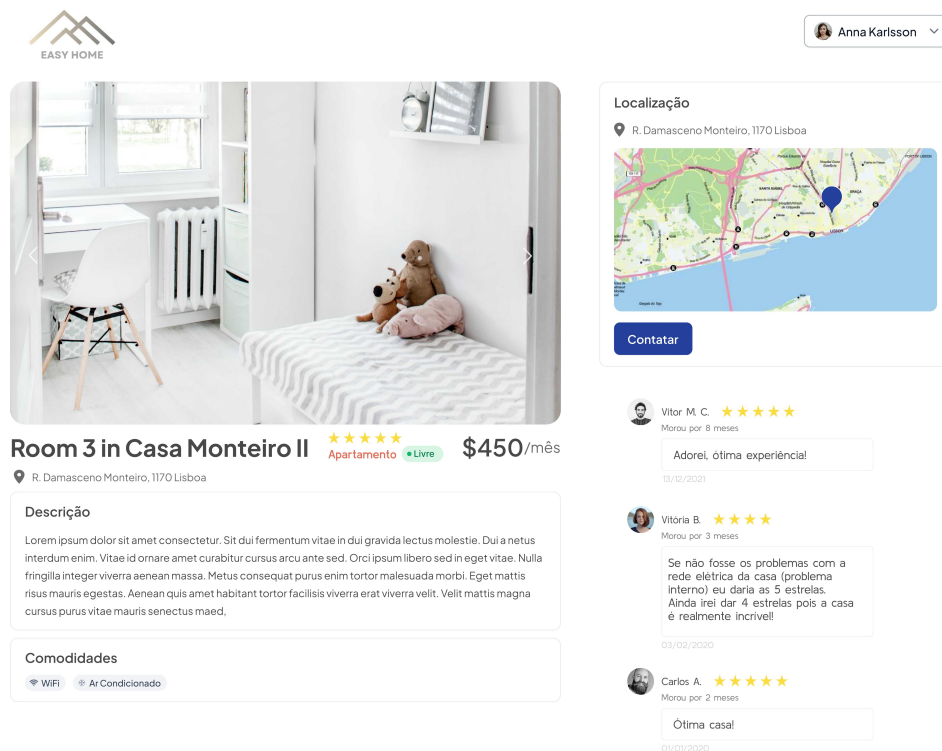 EASY HOME
Anna Karlsson
Room 3 in Casa Monteiro II
Apartamento
Livre
$450/mês
R. Damasceno Monteiro, 1170 Lisboa
Descrição
Lorem ipsum dolor sit amet consectetur. Sit dui fermentum vitae in dui gravida lectus molestie. Dui a netus
interdum enim. Vitae id ornare amet curabitur cursus arcu ante sed. Orci ipsum libero sed in eget vitae. Nulla
fringilla integer viverra aenean massa. Metus consequat purus enim tortor malesuada morbi. Eget mattis
risus mauris egestas. Aenean quis amet habitant tortor facilisis viverra erat viverra velit. Velit mattis magna
cursus purus vitae mauris senectus maed,
Comodidades
WiFi
Ar Condicionado
Localização
R. Damasceno Monteiro, 1170 Lisboa
SANTA ISABEL
GRAÇA
LISBON
Contatar
Vitor M. C.
Morou por 8 meses
Adorei, ótima experiência!
13/12/2021
Vitória B.
Morou por 3 meses
Se não fosse os problemas com a
rede elétrica da casa (problema
interno) eu daria as 5 estrelas.
Ainda irei dar 4 estrelas pois a casa
é realmente incrível!
03/02/2020
Carlos A.
Morou por 2 meses
Ótima casa!
01/01/2020